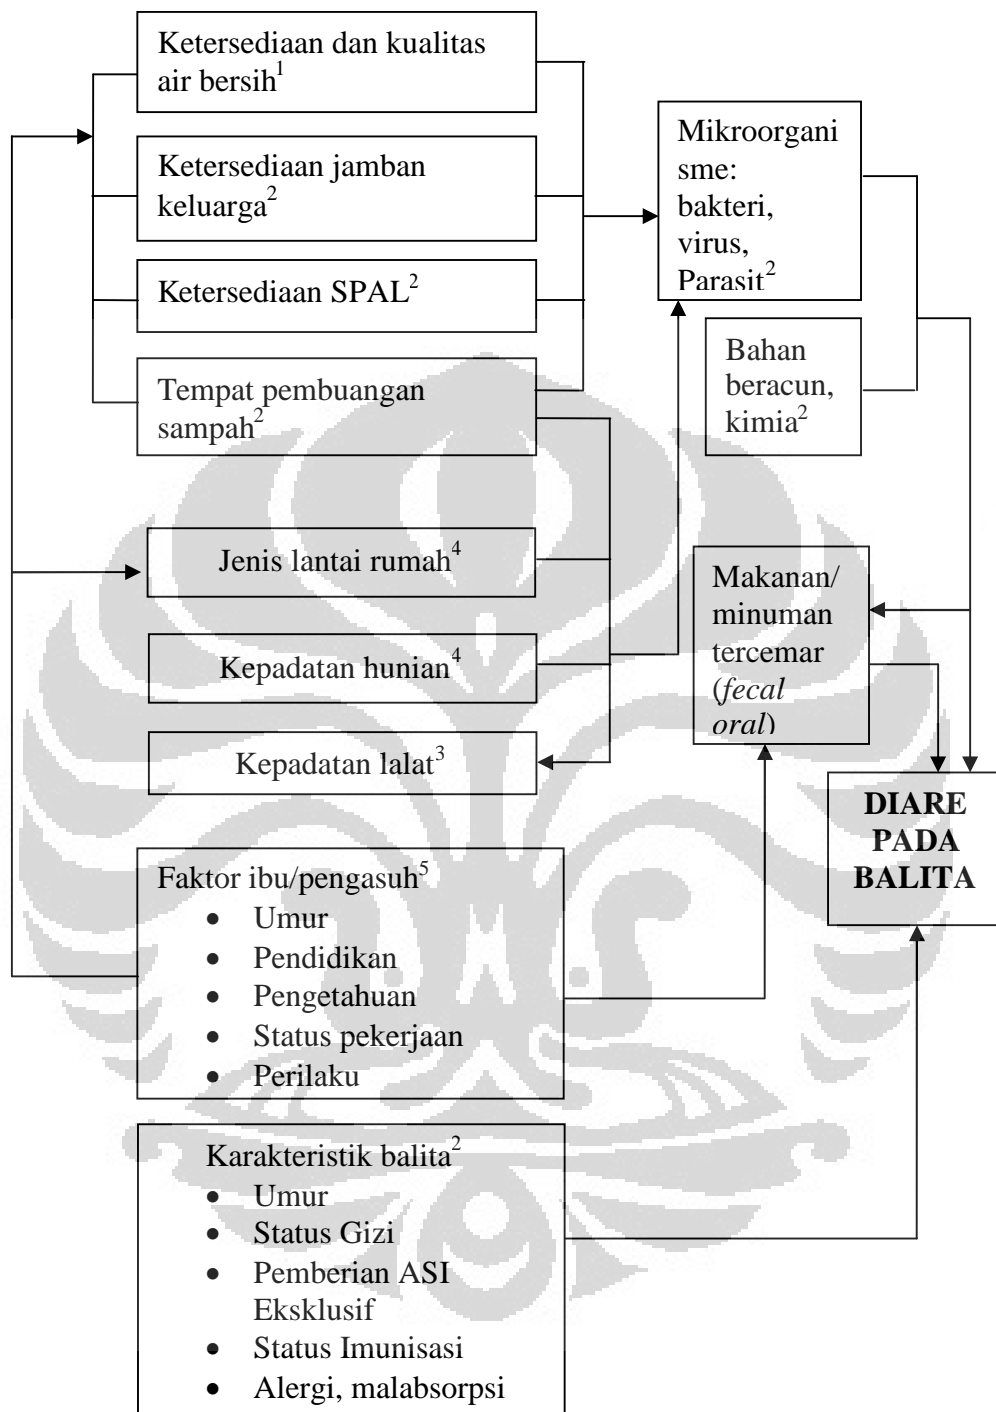 Ketersediaan dan kualitas
air bersih1
Ketersediaan jamban
keluarga2
Ketersediaan SPAL2
Tempat pembuangan
sampah2
Mikroorgani
sme:
bakteri,
virus,
Parasit2
Bahan
beracun,
kimia2
Jenis lantai rumah4
Kepadatan hunian4
Kepadatan lalat3
Makanan/
minuman
tercemar
(fecal
oral)
DIARE
PADA
BALITA
Faktor ibu/pengasuh5
• Umur
• Pendidikan
• Pengetahuan
• Status pekerjaan
• Perilaku
Karakteristik balita2
• Umur
• Status Gizi
• Pemberian ASI
Eksklusif
• Status Imunisasi
• Alergi, malabsorpsi